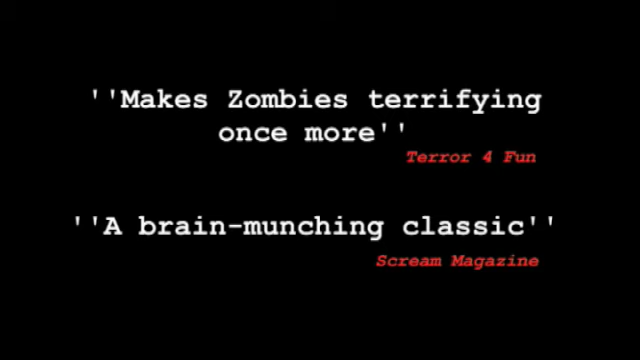 ''Makes Zombies terrifying
once more''
Terror 4 Fun
''A brain-munching classic''
Scream Magazine